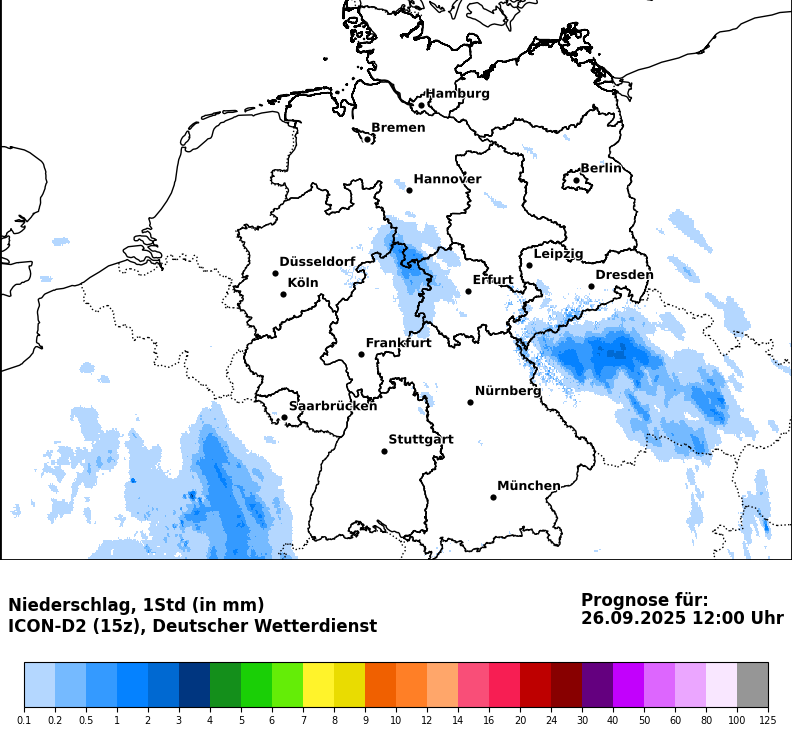 Hamburg
Bremen
Berlin
Hannover
Leipzig
Düsseldorf
Dresden
Köln
Erfurt
Frankfurt
Nürnberg
Saarbrücken
Stuttgart
München
Niederschlag, 1Std (in mm)
ICON-D2 (15z), Deutscher Wetterdienst
Prognose für:
26.09.2025 12:00 Uhr
0.1 0.2 0.5 1 2 3 4 5 6 7 8 9 10 12 14 16 20 24 30 40 50 60 80 100 125